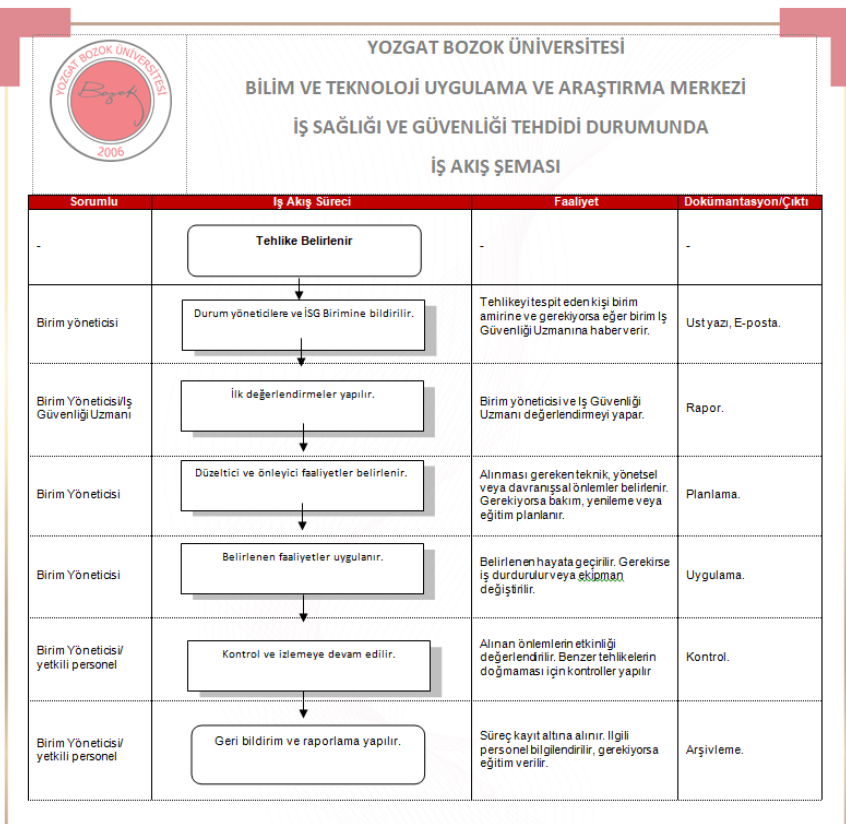 YOZGAT BOZOK ÜNİVERSİTESİ
Bozok
2006
YOZGAT BOZOK ÜNİVERSİTESİ
BİLİM VE TEKNOLOJİ UYGULAMA VE ARAŞTIRMA MERKEZİ
İŞ SAĞLIĞI VE GÜVENLİĞİ TEHDİDİ DURUMUNDA
İŞ AKIŞ ŞEMASI
Sorumlu İş Akış Süreci Faaliyet Dokümantasyon/Çıktı
-
Tehlike Belirlenir
-
-
Birim yöneticisi
Durum yöneticilere ve İSG Birimine bildirilir.
Tehlikeyi tespit eden kişi birim
amirine ve gerekiyorsa eğer birim Iş
Güvenliği Uzmanına haber verir.
Ust yazı, E-posta.
Birim Yöneticisi/Iş
Güvenliği Uzmanı
İlk değerlendirmeler yapılır.
Birim yöneticisi ve Iş Güvenliği
Uzmanı değerlendirmeyi yapar.
Rapor.
Birim Yöneticisi
Düzeltici ve önleyici faaliyetler belirlenir.
Alınması gereken teknik, yönetsel
veya davranışsal önlemler belirlenir.
Gerekiyorsa bakım, yenileme veya
eğitim planlanır.
Planlama.
Birim Yöneticisi
Belirlenen faaliyetler uygulanır.
Belirlenen hayata geçirilir. Gerekirse
iş durdurulur veya ekipman
değiştirilir.
Uygulama.
Birim Yöneticisi/
yetkili personel
Kontrol ve izlemeye devam edilir.
Alınan önlemlerin etkinliği
değerlendirilir. Benzer tehlikelerin
doğmaması için kontroller yapılır
Kontrol.
Birim Yöneticisi/
yetkili personel
Geri bildirim ve raporlama yapılır.
Süreç kayıt altına alınır. Ilgili
personel bilgilendirilir, gerekiyorsa
eğitim verilir.
Arşivleme.